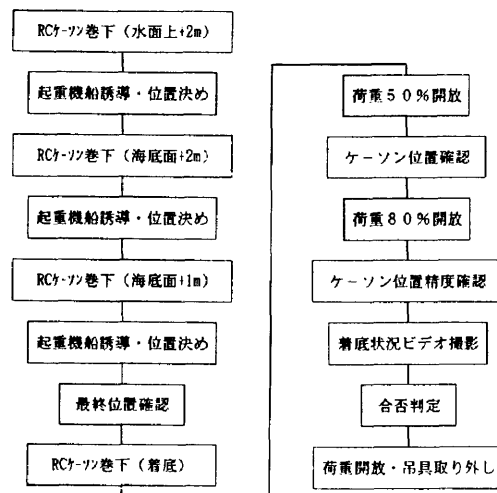 RCｹｰｿﾝ巻下（水面上+2m）
起重機船誘導・位置決め
RCｹｰｿﾝ巻下（海底面+2m）
起重機船誘導・位置決め
RCｹｰｿﾝ巻下（海底面+1m）
起重機船誘導・位置決め
最終位置確認
RCｹｰｿﾝ巻下（着底）
荷重５０％開放
ケーソン位置確認
荷重８０％開放
ケーソン位置精度確認
着底状況ビデオ撮影
合否判定
荷重開放・吊具取り外し